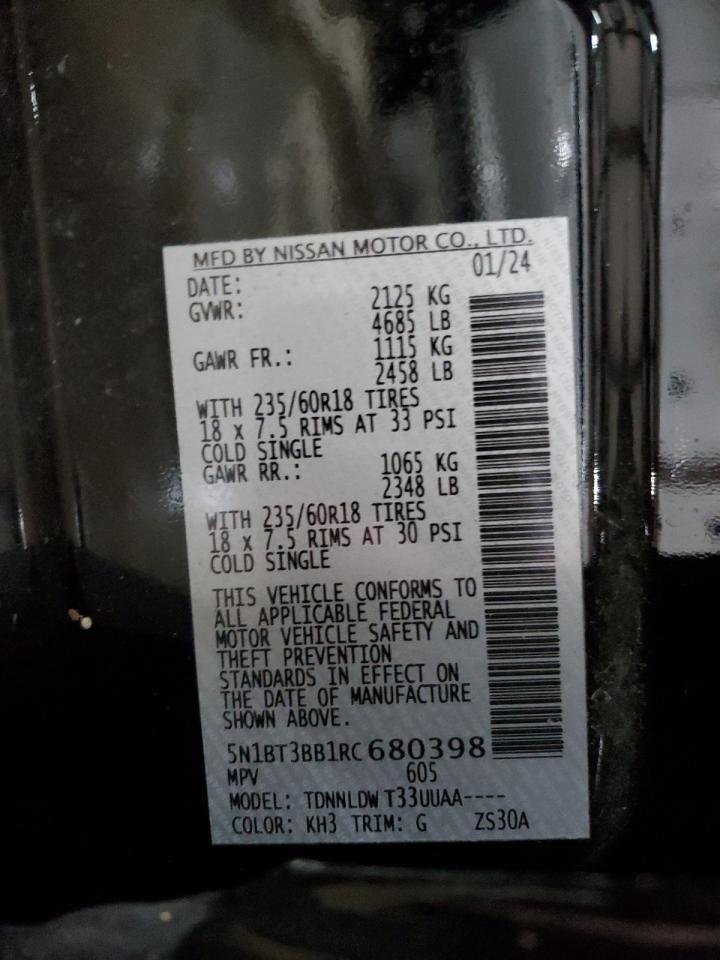 MFD BY NISSAN MOTOR CO., LTD.
DATE: 01/24
GVWR: 2125 KG
4685 LB
GAWR FR.: 1115 KG
2458 LB
WITH 235/60R18 TIRES
18 x 7.5 RIMS AT 33 PSI
COLD SINGLE
GAWR RR.: 1065 KG
2348 LB
WITH 235/60R18 TIRES
18 x 7.5 RIMS AT 30 PSI
COLD SINGLE
THIS VEHICLE CONFORMS TO
ALL APPLICABLE FEDERAL
MOTOR VEHICLE SAFETY AND
THEFT PREVENTION
STANDARDS IN EFFECT ON
THE DATE OF MANUFACTURE
SHOWN ABOVE.
5N1BT3BB1RC680398
MPV 605
MODEL: TDNNLDW T33UUAA----
COLOR: KH3 TRIM: G ZS30A